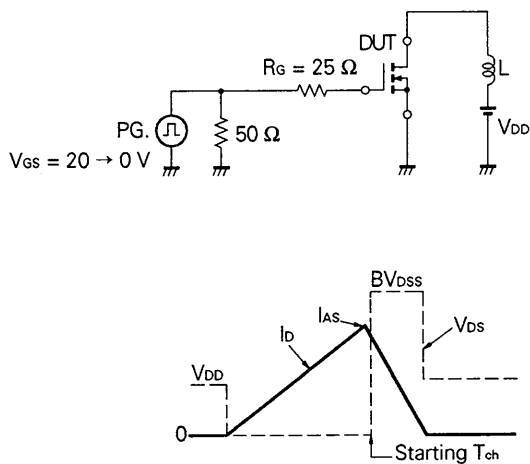 DUT
RG = 25 Ω
L
PG.
50 Ω
VDD
VGS = 20 → 0 V
BVDSS
IAS
ID
VDS
VDD
0
Starting Tch